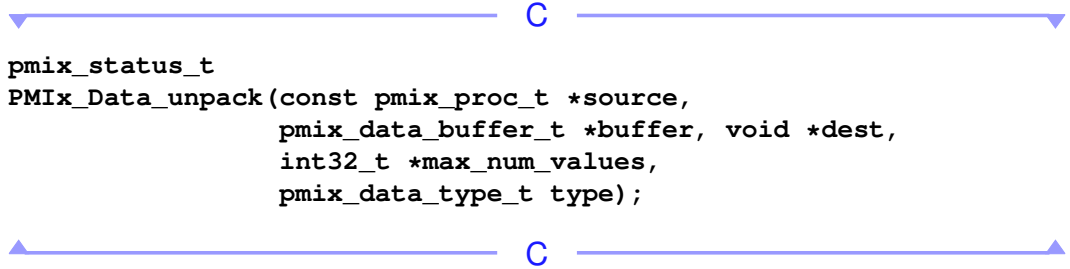 C
pmix_status_t
PMIx_Data_unpack(const pmix_proc_t *source,
                 pmix_data_buffer_t *buffer, void *dest,
                 int32_t *max_num_values,
                 pmix_data_type_t type);
C